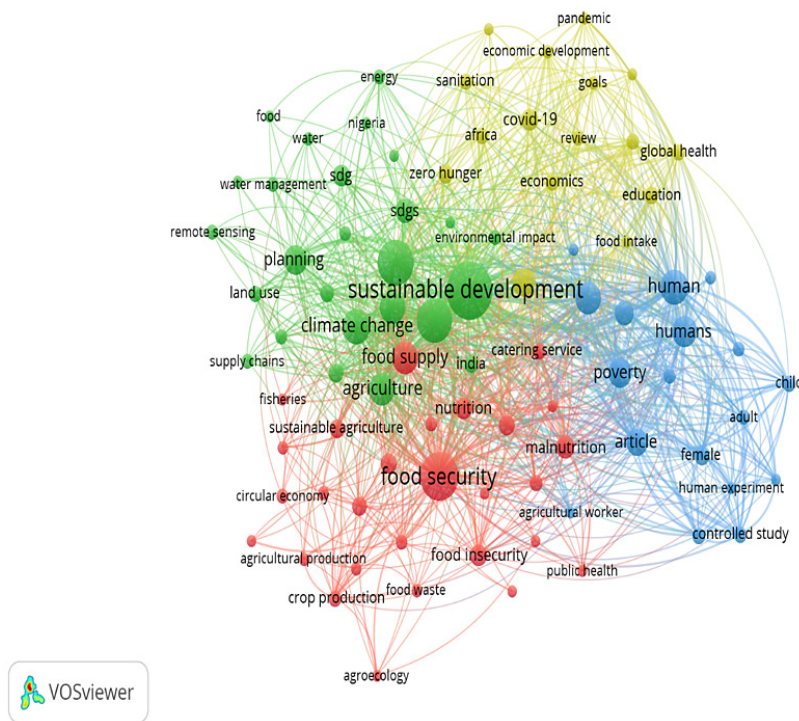 pandemic
economic development
energy
sanitation
goals
food
nigeria
covid-19
water
africa
review
global health
zero hunger
economics
water management
sdg
education
sdgs
remote sensing
environmental impact
food intake
planning
human
sustainable development
land use
climate change
humans
catering service
food supply
supply chains
india
poverty
agriculture
child
fisheries
nutrition
adult
sustainable agriculture
malnutrition
article
female
food security
human experiment
circular economy
agricultural worker
controlled study
food insecurity
agricultural production
public health
food waste
crop production
agroecology
VOSviewer